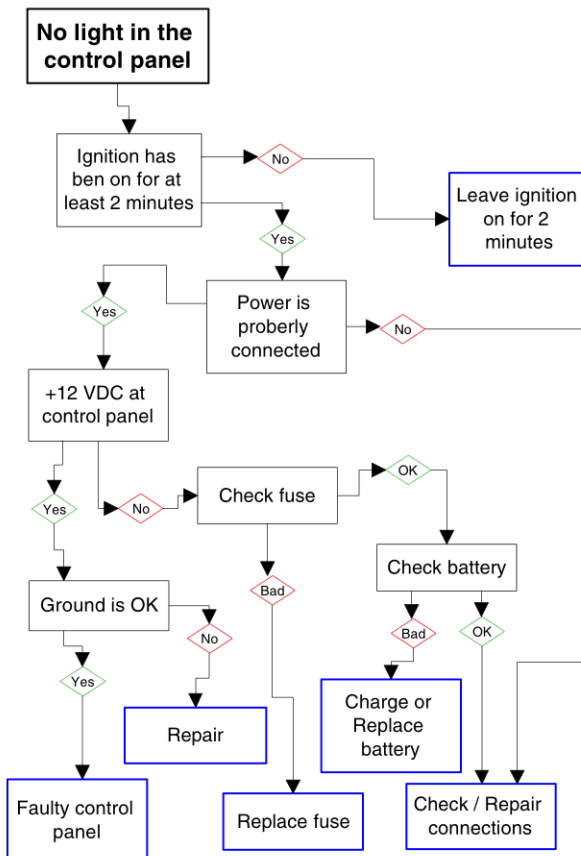 No light in the
control panel
Ignition has
ben on for at
least 2 minutes
No
Leave ignition
on for 2
minutes
Yes
Power is
proberly
connected
Yes
No
+12 VDC at
control panel
OK
Check fuse
Yes
No
Check battery
Ground is OK
Bad
No
Bad
OK
Yes
Charge or
Replace
battery
Repair
Faulty control
panel
Replace fuse
Check / Repair
connections